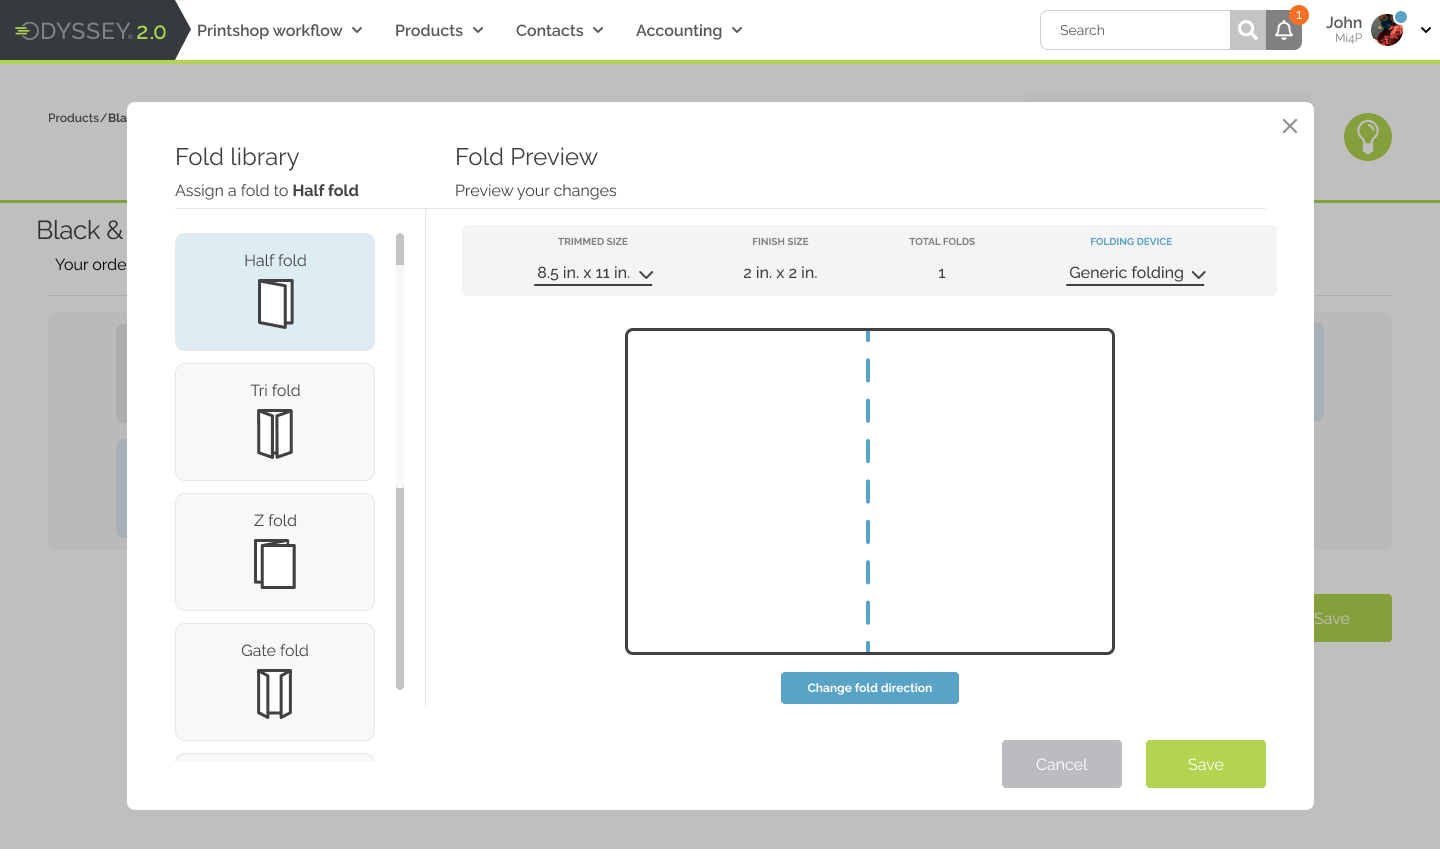 ODYSSEY® 2.0
Printshop workflow
Products
Contacts
Accounting
Search
1
John
Mi4P
Products/Bla
Black &
Your orde
Save
Fold library
Assign a fold to Half fold
Half fold
Tri fold
Z fold
Gate fold
Fold Preview
Preview your changes
TRIMMED SIZE
FINISH SIZE
TOTAL FOLDS
FOLDING DEVICE
8.5 in. x 11 in.
2 in. x 2 in.
1
Generic folding
Change fold direction
Cancel
Save